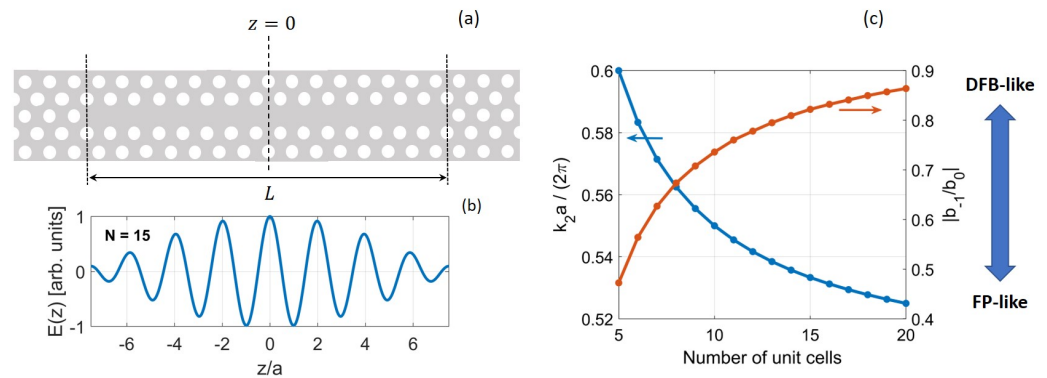 (a)
z = 0
L
(b)
N = 15
E(z) [arb. units]
1
0
-1
-6
-4
-2
0
2
4
6
z/a
(c)
k₂a / (2π)
0.6
0.58
0.56
0.54
0.52
5
10
15
20
Number of unit cells
0.9
0.8
0.7
0.6
0.5
0.4
|b₋₁/b₀|
DFB-like
FP-like